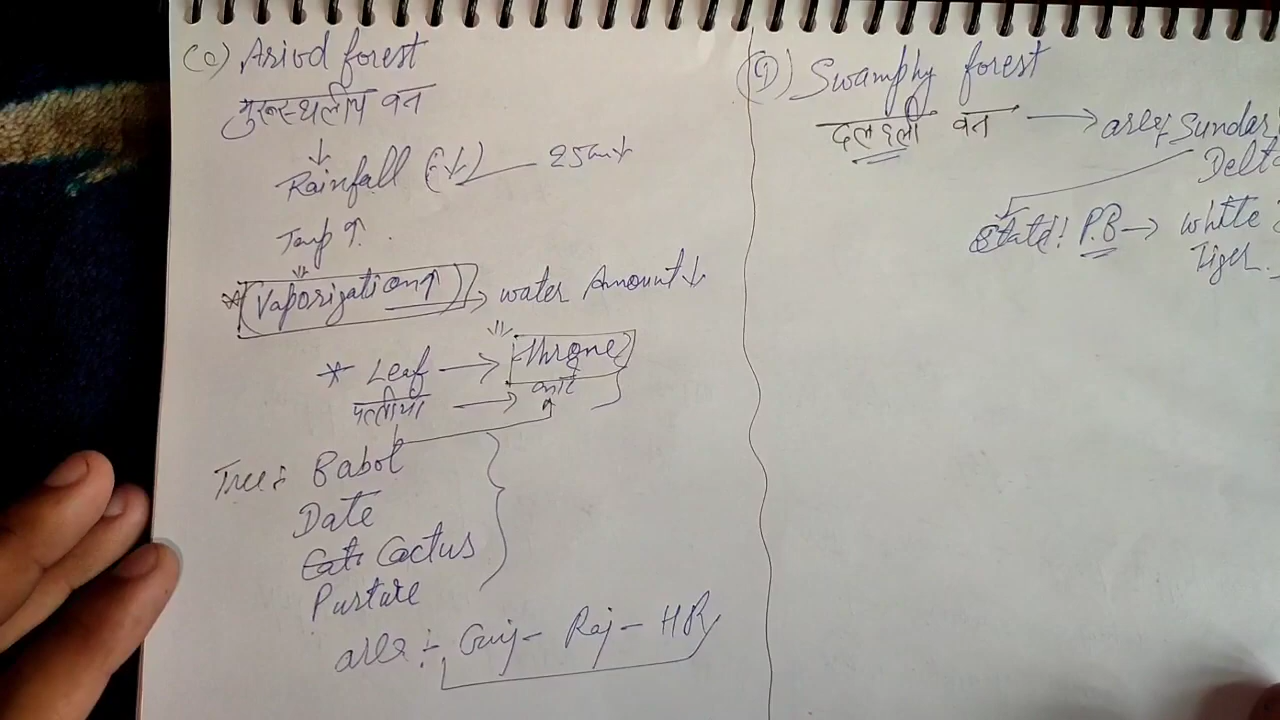 (e) Ariod forest
मुरूस्थलीय वन
Rainfall (↓) — 25cm↓
Temp ↑.
*(Vaporization↑) → water Amount↓
* Leaf → Throne
पत्तीयां → कांटे
Tree: Babol
Date
Cactus
Pasture
area :- Guj - Raj - HR
Swamphy forest
दलदली वन → area Sundar
Delta
State: P.B → white
Tiger.